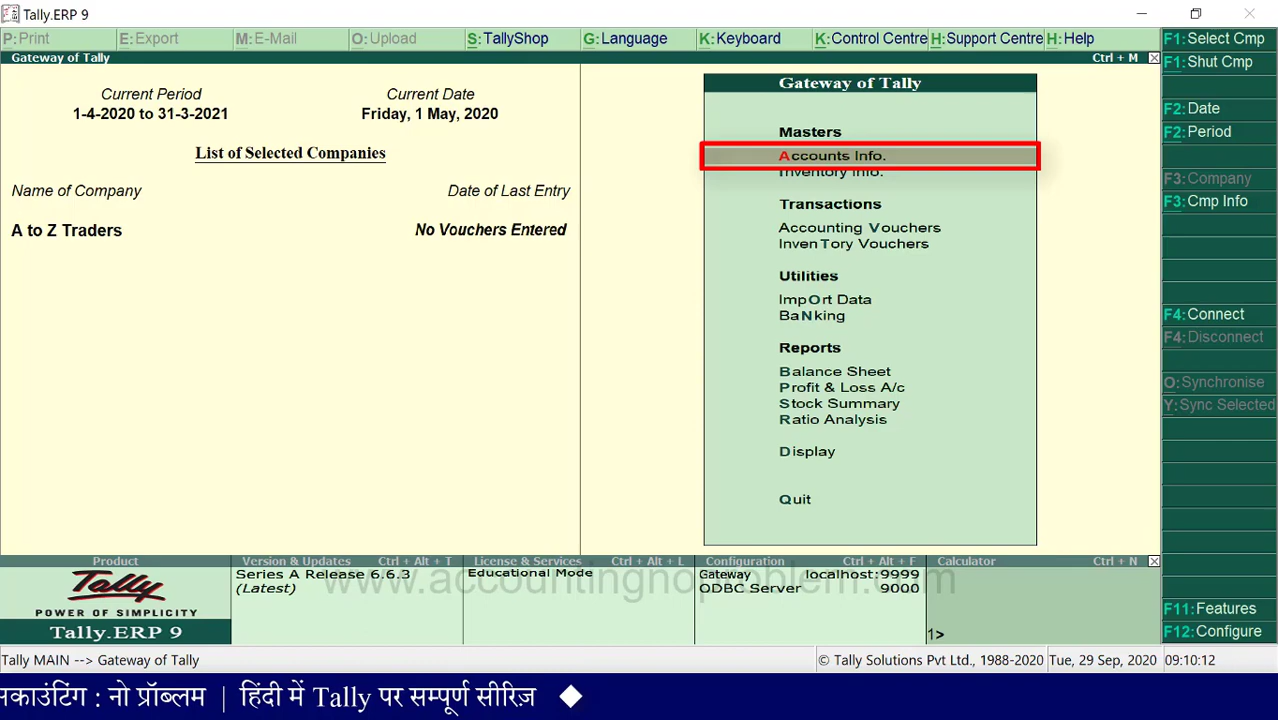 Tally.ERP 9
P: Print E: Export M: E-Mail O: Upload S: TallyShop G: Language K: Keyboard K: Control Centre H: Support Centre H: Help
Gateway of Tally Ctrl + M
Current Period
1-4-2020 to 31-3-2021
Current Date
Friday, 1 May, 2020
List of Selected Companies
Name of Company Date of Last Entry
A to Z Traders No Vouchers Entered
Gateway of Tally
Masters
Accounts Info.
Inventory Info.
Transactions
Accounting Vouchers
InvenTory Vouchers
Utilities
ImpOrt Data
BaNking
Reports
Balance Sheet
Profit & Loss A/c
Stock Summary
Ratio Analysis
Display
Quit
F1: Select Cmp
F1: Shut Cmp
F2: Date
F2: Period
F3: Company
F3: Cmp Info
F4: Connect
F4: Disconnect
O: Synchronise
Y: Sync Selected
F11: Features
F12: Configure
Product
Tally
POWER OF SIMPLICITY
Tally.ERP 9
Version & Updates Ctrl + Alt + T
Series A Release 6.6.3
(Latest)
License & Services Ctrl + Alt + L
Educational Mode
Configuration Ctrl + Alt + F
Gateway localhost:9999
ODBC Server 9000
Calculator Ctrl + N
1>
www.accountingnoproblem.com
Tally MAIN --> Gateway of Tally © Tally Solutions Pvt Ltd., 1988-2020 Tue, 29 Sep, 2020 09:10:12
काउंटिंग : नो प्रॉब्लम | हिंदी में Tally पर सम्पूर्ण सीरिज़ ◆